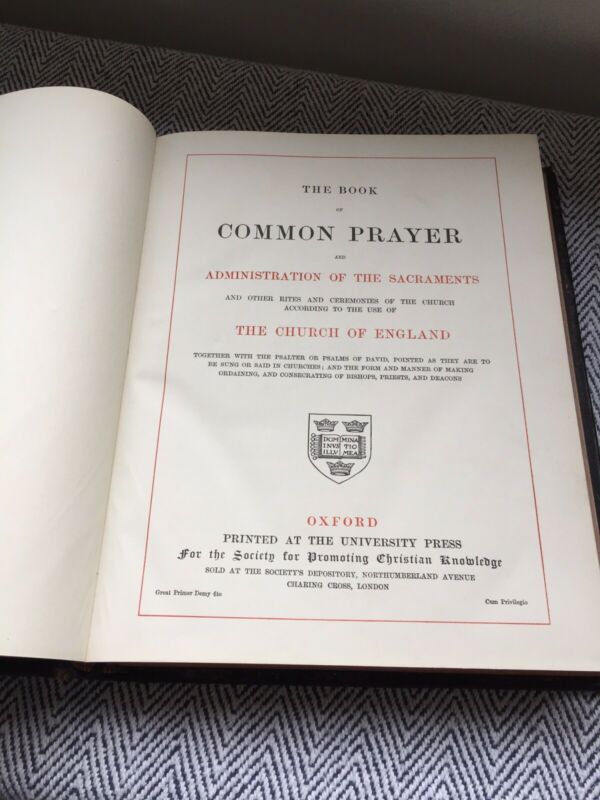 THE BOOK
OF
COMMON PRAYER
AND
ADMINISTRATION OF THE SACRAMENTS
AND OTHER RITES AND CEREMONIES OF THE CHURCH
ACCORDING TO THE USE OF
THE CHURCH OF ENGLAND
TOGETHER WITH THE PSALTER OR PSALMS OF DAVID, POINTED AS THEY ARE TO
BE SUNG OR SAID IN CHURCHES; AND THE FORM AND MANNER OF MAKING
ORDAINING, AND CONSECRATING OF BISHOPS, PRIESTS, AND DEACONS
DOMI MINA
INVS TIO
ILLV MEA
OXFORD
PRINTED AT THE UNIVERSITY PRESS
For the Society for Promoting Christian Knowledge
SOLD AT THE SOCIETY'S DEPOSITORY, NORTHUMBERLAND AVENUE
CHARING CROSS, LONDON
Great Primer Demy 4to
Cum Privilegio